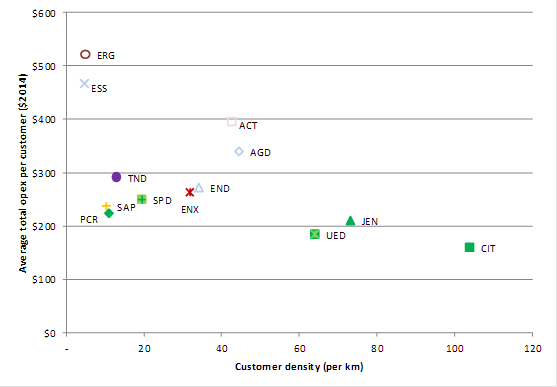 $600
$500
$400
$300
$200
$100
$0
Average total opex per customer ($2014)
ERG
ESS
ACT
AGD
TND
END
SPD
SAP
ENX
PCR
JEN
UED
CIT
- 20 40 60 80 100 120
Customer density (per km)